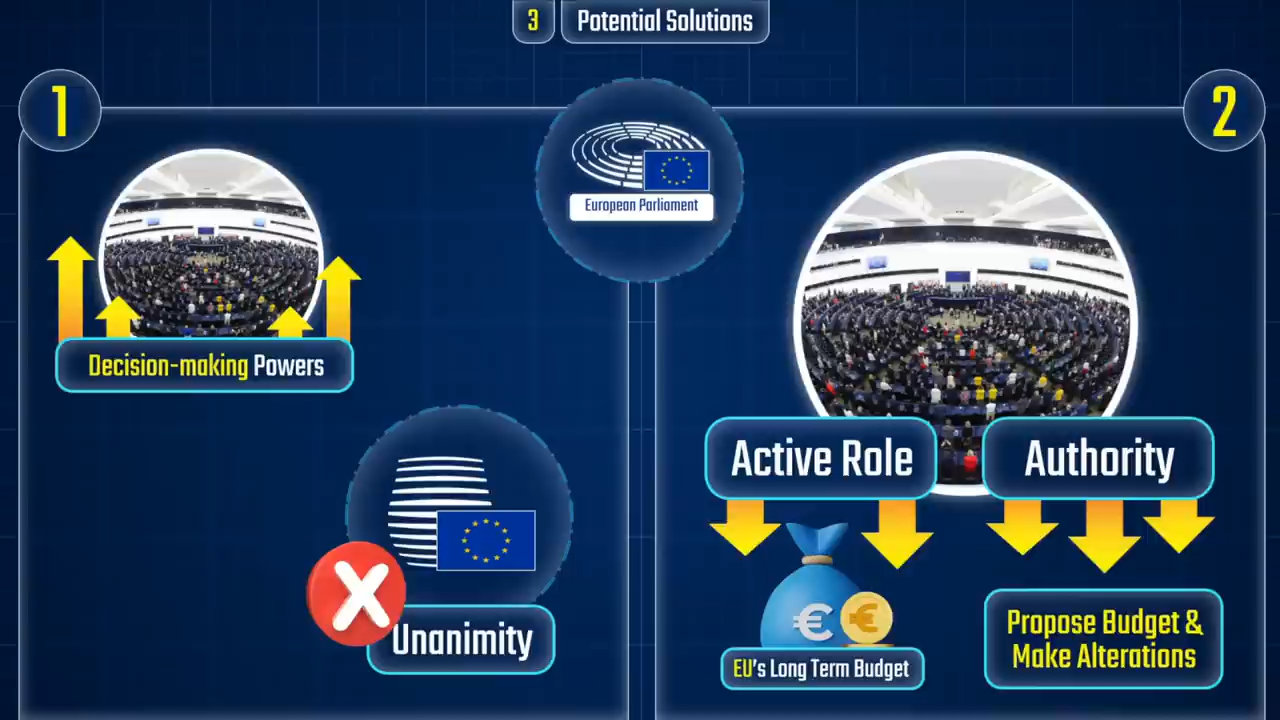 3
Potential Solutions
1
2
European Parliament
Decision-making Powers
Unanimity
Active Role
Authority
€
€
EU's Long Term Budget
Propose Budget &
Make Alterations